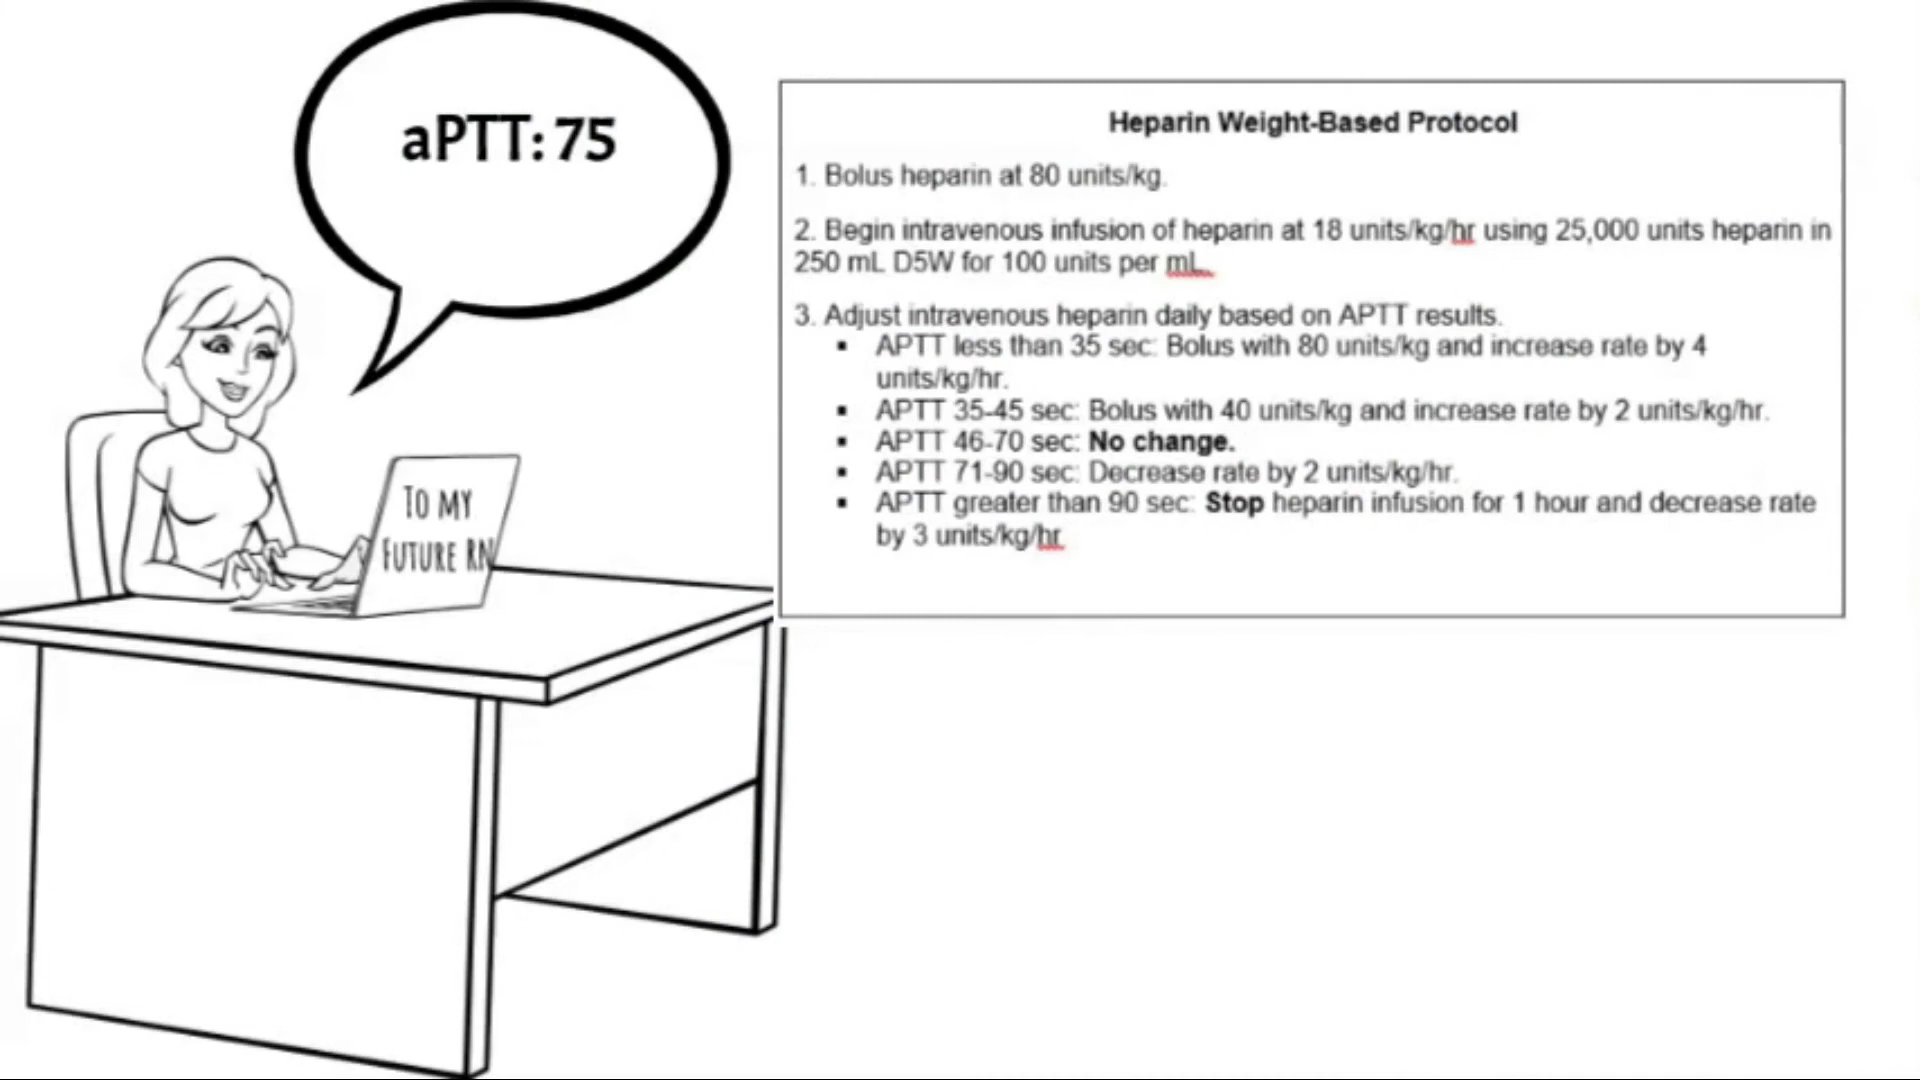 aPTT: 75
Heparin Weight-Based Protocol
1. Bolus heparin at 80 units/kg.
2. Begin intravenous infusion of heparin at 18 units/kg/hr using 25,000 units heparin in
250 mL D5W for 100 units per mL.
3. Adjust intravenous heparin daily based on APTT results.
▪ APTT less than 35 sec: Bolus with 80 units/kg and increase rate by 4
units/kg/hr.
▪ APTT 35-45 sec: Bolus with 40 units/kg and increase rate by 2 units/kg/hr.
▪ APTT 46-70 sec: No change.
▪ APTT 71-90 sec: Decrease rate by 2 units/kg/hr.
▪ APTT greater than 90 sec: Stop heparin infusion for 1 hour and decrease rate
by 3 units/kg/hr
TO MY
FUTURE RN